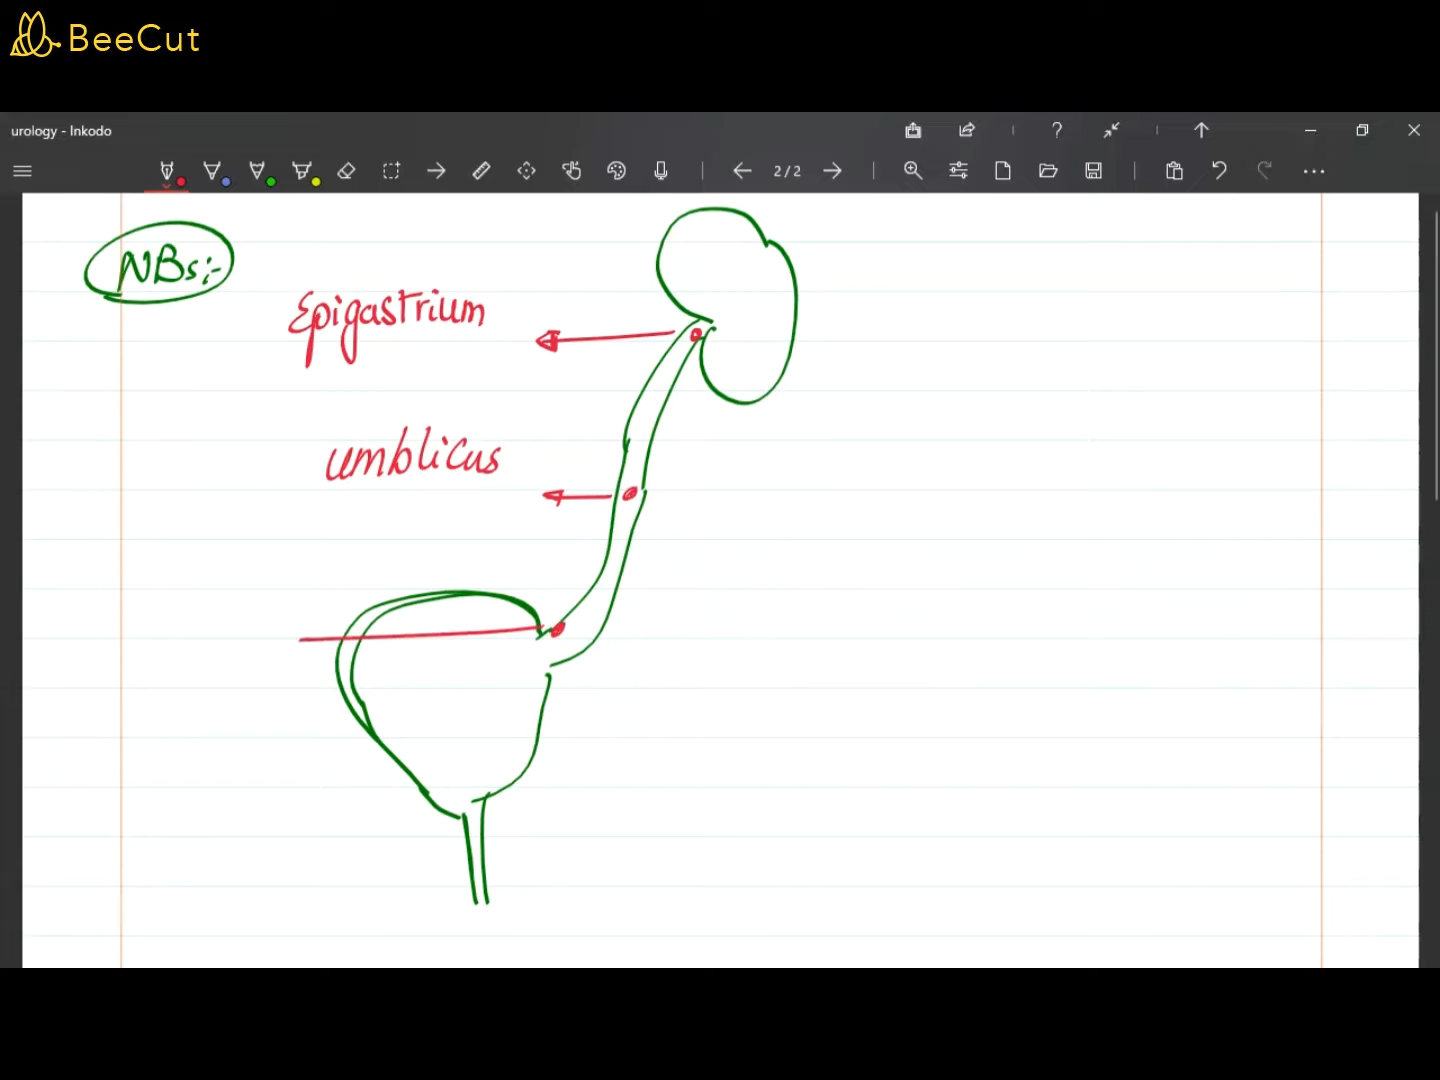 BeeCut
urology - Inkodo
2/2
NBs:-
Epigastrium
umblicus